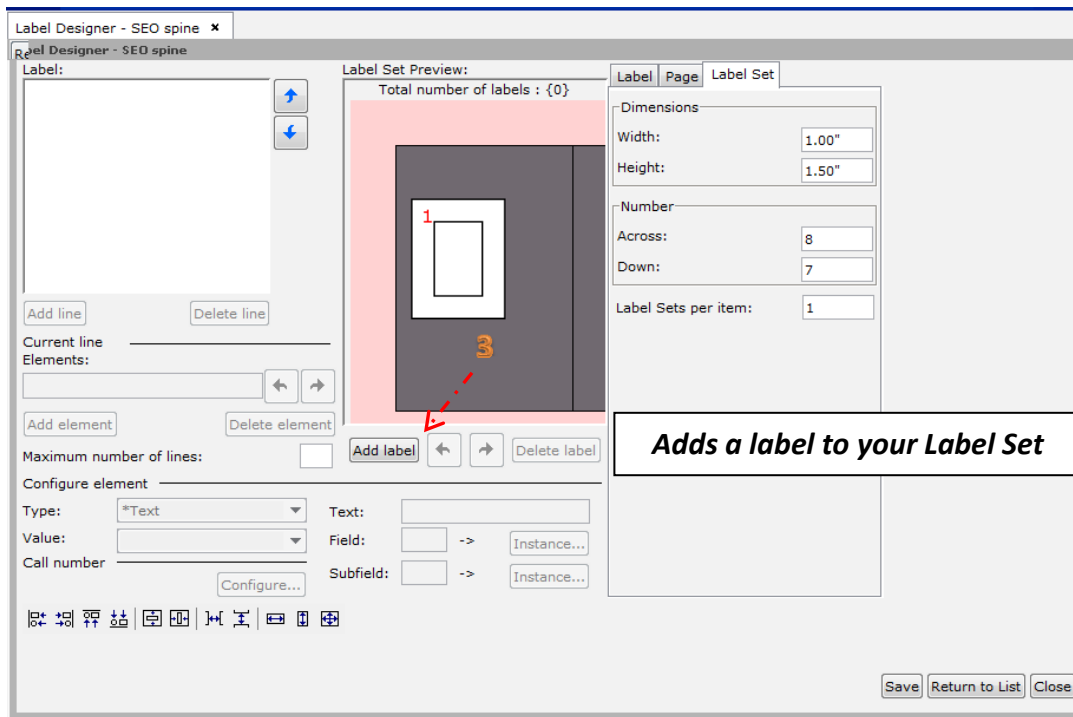 Label Designer - SEO spine ×
Re el Designer - SEO spine
Label:
Add line Delete line
Current line
Elements:
Add element Delete element
Maximum number of lines:
Label Set Preview:
Total number of labels : {0}
1
3
Add label Delete label
Label Page Label Set
Dimensions
Width: 1.00"
Height: 1.50"
Number
Across: 8
Down: 7
Label Sets per item: 1
Adds a label to your Label Set
Configure element
Type: *Text Text:
Value: Field: -> Instance...
Call number
Configure... Subfield: -> Instance...
Save Return to List Close